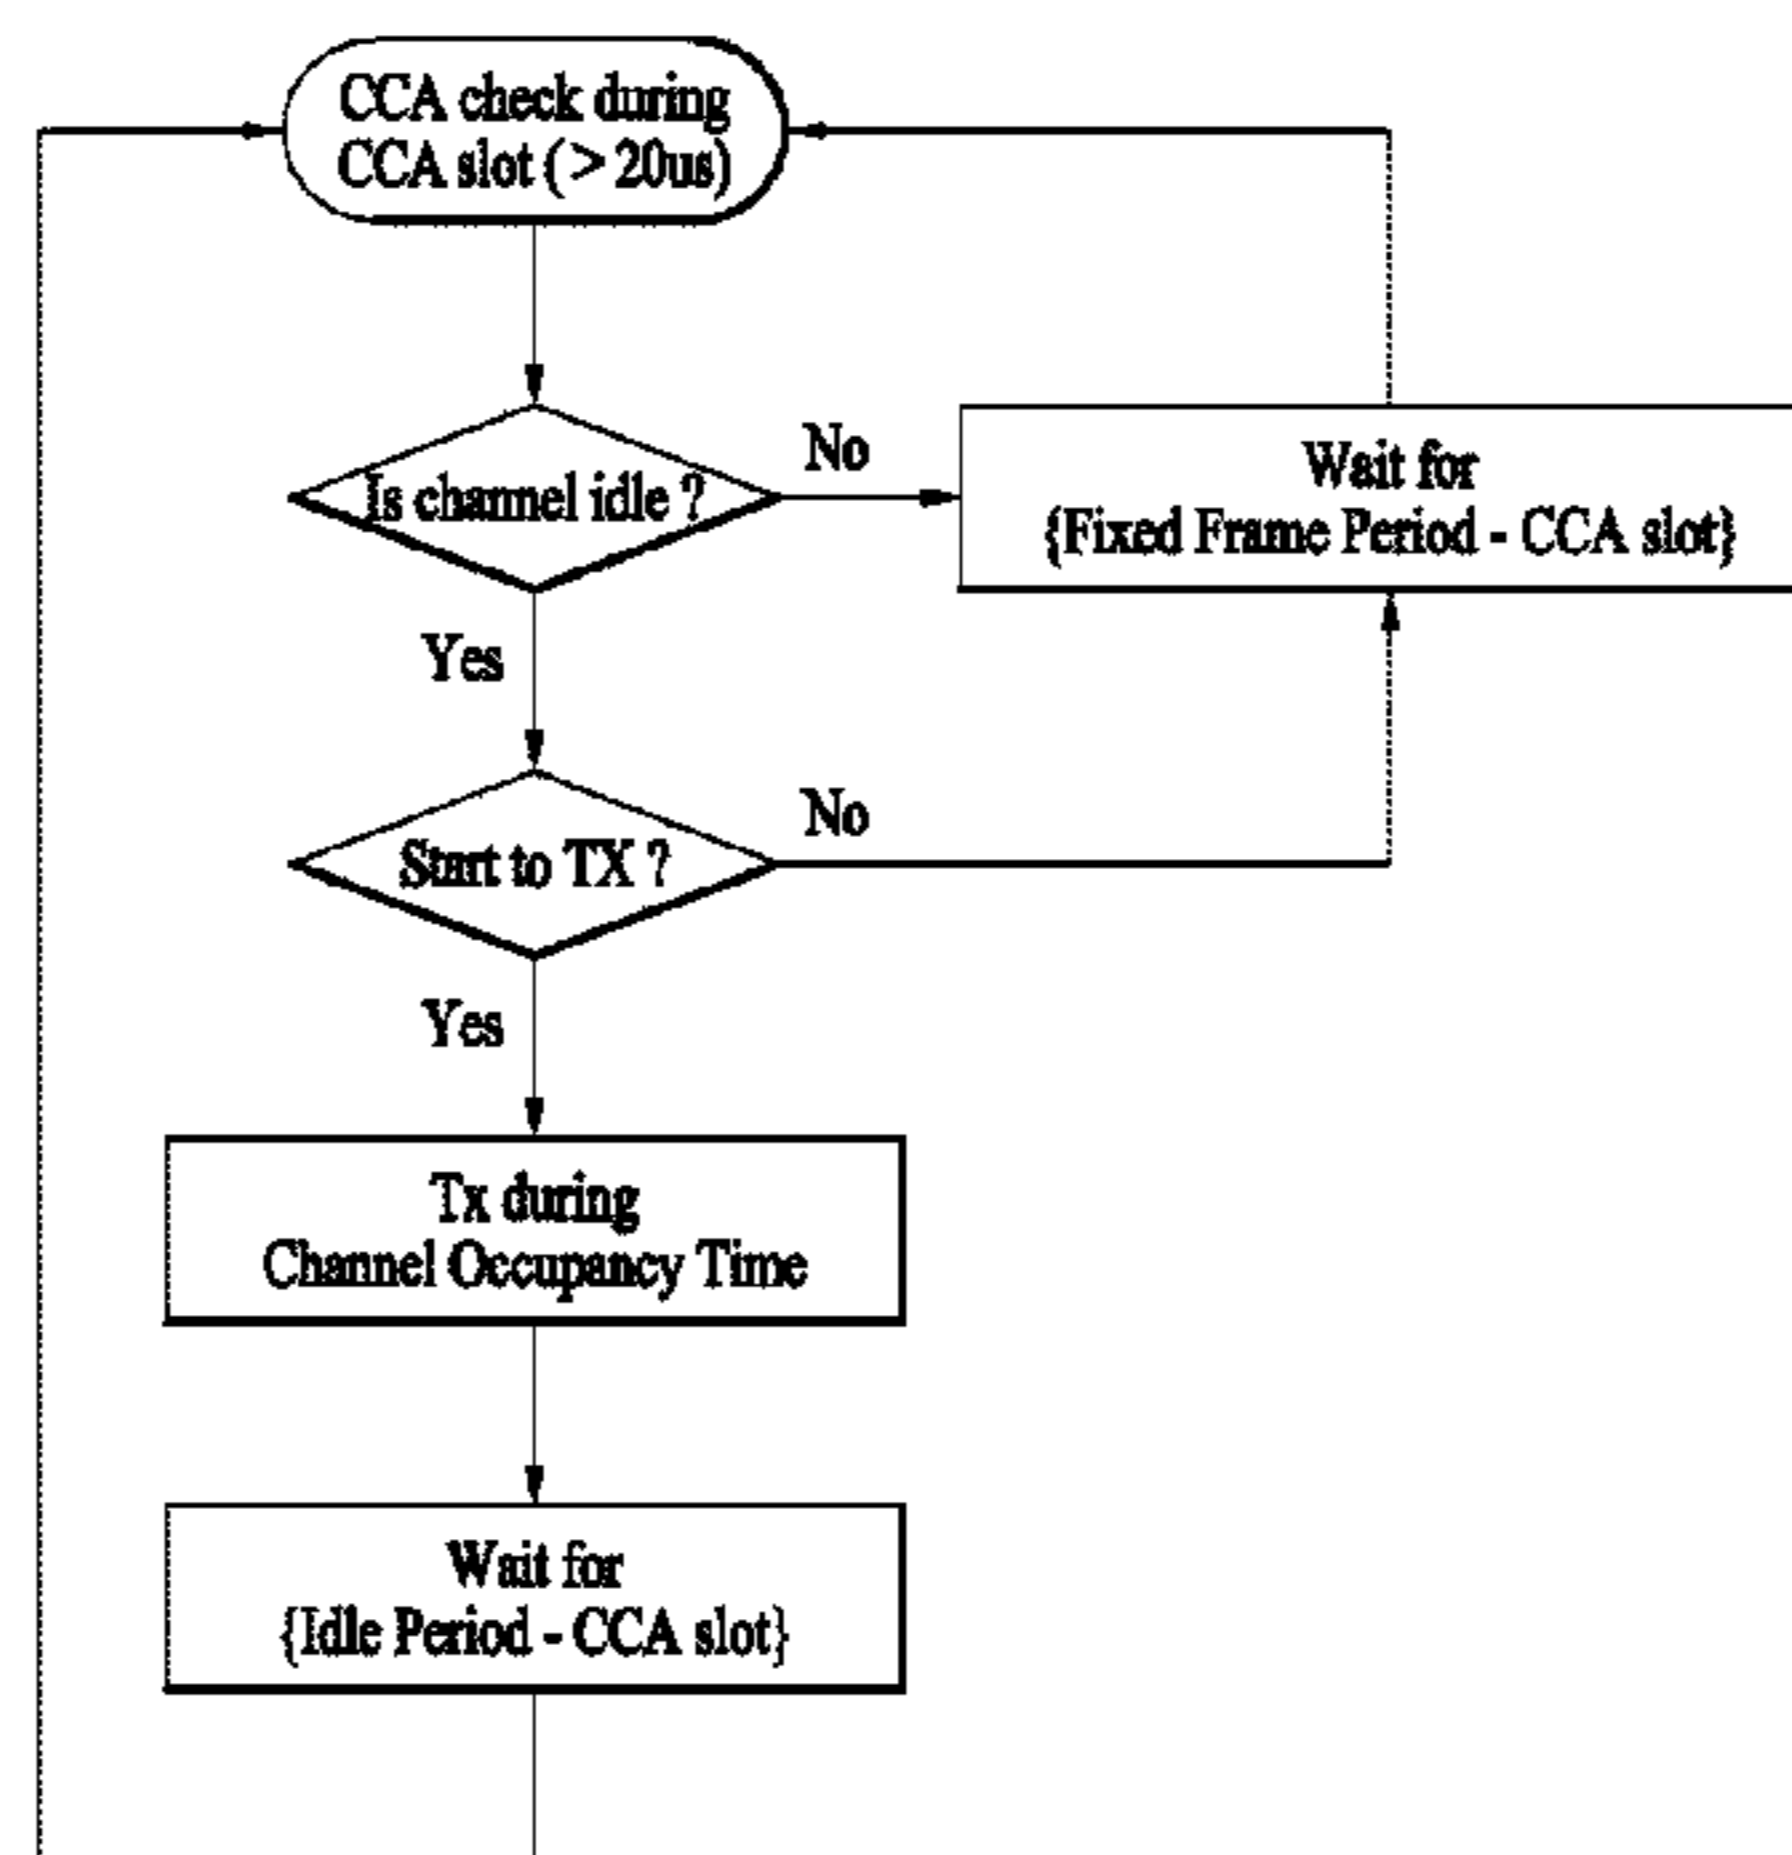 CCA check during
CCA slot ( > 20us)
Is channel idle ?
No
Wait for
{Fixed Frame Period - CCA slot}
Yes
Start to TX ?
No
Yes
Tx during
Channel Occupancy Time
Wait for
{Idle Period - CCA slot}